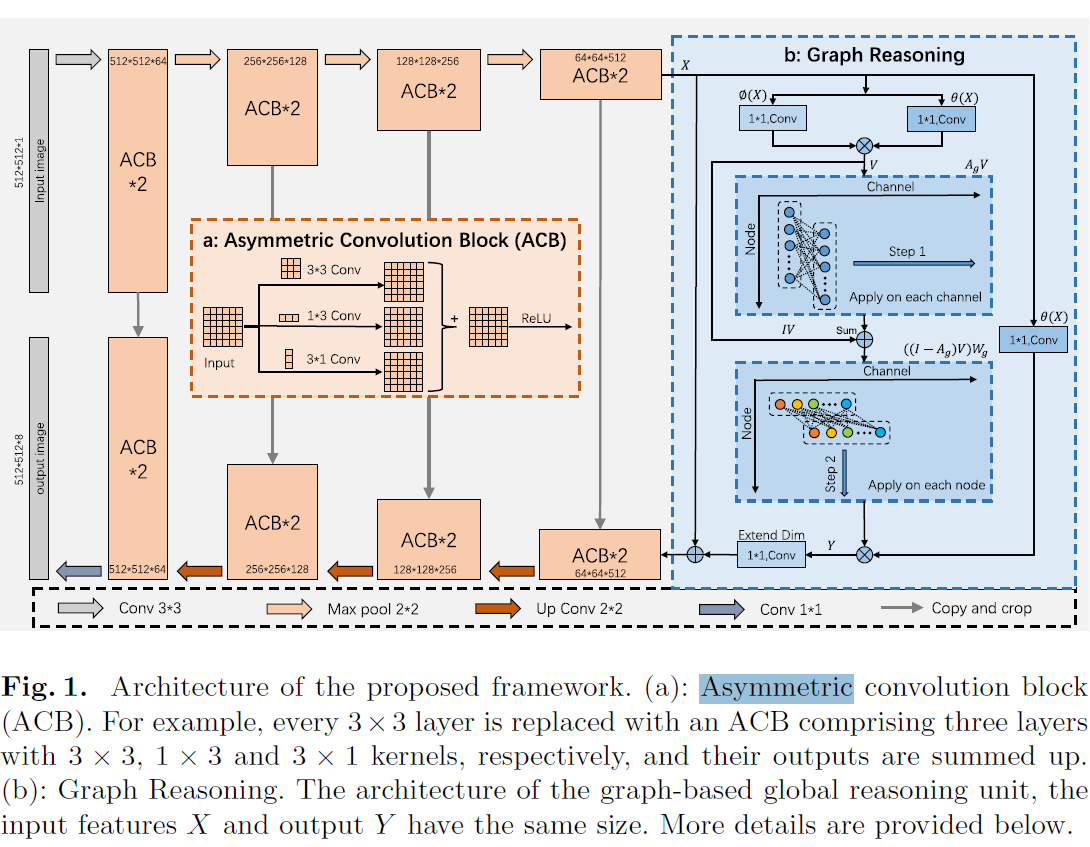 512*512*1
Input image
512*512*64
ACB
*2
256*256*128
ACB*2
128*128*256
ACB*2
64*64*512
ACB*2
X
b: Graph Reasoning
∅(X)
1*1,Conv
θ(X)
1*1,Conv
V
A_gV
Channel
Node
Step 1
Apply on each channel
IV
Sum
θ(X)
1*1,Conv
((I − A_g)V)W_g
Channel
Node
Step 2
Apply on each node
Extend Dim
1*1,Conv
Y
a: Asymmetric Convolution Block (ACB)
3*3 Conv
1*3 Conv
3*1 Conv
Input
+
ReLU
512*512*8
output image
ACB
*2
512*512*64
ACB*2
256*256*128
ACB*2
128*128*256
ACB*2
64*64*512
Conv 3*3
Max pool 2*2
Up Conv 2*2
Conv 1*1
Copy and crop
Fig. 1. Architecture of the proposed framework. (a): Asymmetric convolution block
(ACB). For example, every 3 × 3 layer is replaced with an ACB comprising three layers
with 3 × 3, 1 × 3 and 3 × 1 kernels, respectively, and their outputs are summed up.
(b): Graph Reasoning. The architecture of the graph-based global reasoning unit, the
input features X and output Y have the same size. More details are provided below.